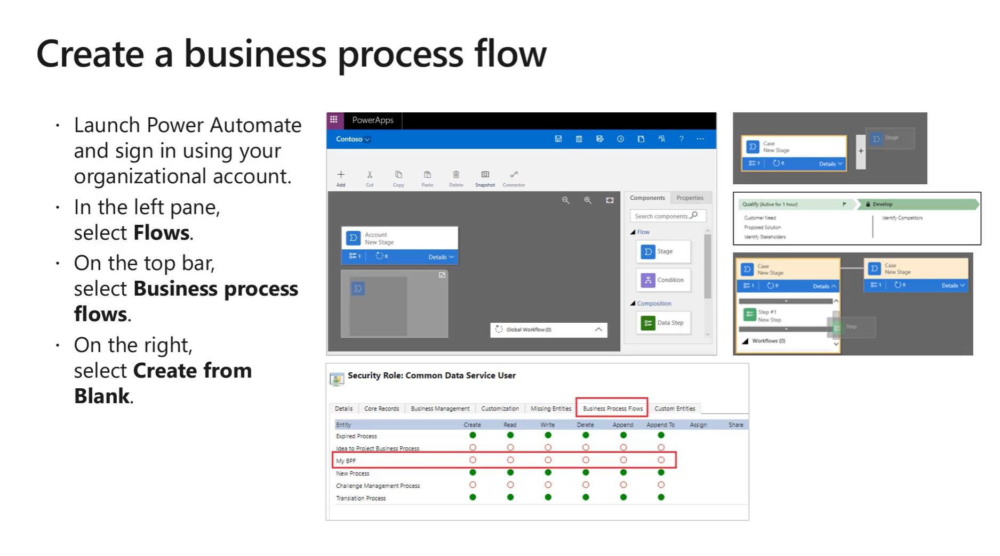 Create a business process flow
· Launch Power Automate
and sign in using your
organizational account.
· In the left pane,
select Flows.
· On the top bar,
select Business process
flows.
· On the right,
select Create from
Blank.
PowerApps
Contoso
?
Add Cut Copy Paste Delete Snapshot Connector
Components Properties
Search components...
Flow
Stage
Condition
Composition
Data Step
Account
New Stage
1 0 Details
Global Workflow (0)
Case
New Stage
1 0 Details
+
Stage
Qualify (Active for 1 hour) Develop
Customer Need Identify Competitors
Proposed Solution
Identify Stakeholders
Case
New Stage
1 0 Details
Step #1
New Step
Workflows (0)
Step
Case
New Stage
1 0 Details
Security Role: Common Data Service User
Details Core Records Business Management Customization Missing Entities Business Process Flows Custom Entities
Entity Create Read Write Delete Append Append To Assign Share
Expired Process
Idea to Project Business Process
My BPF
New Process
Challenge Management Process
Translation Process